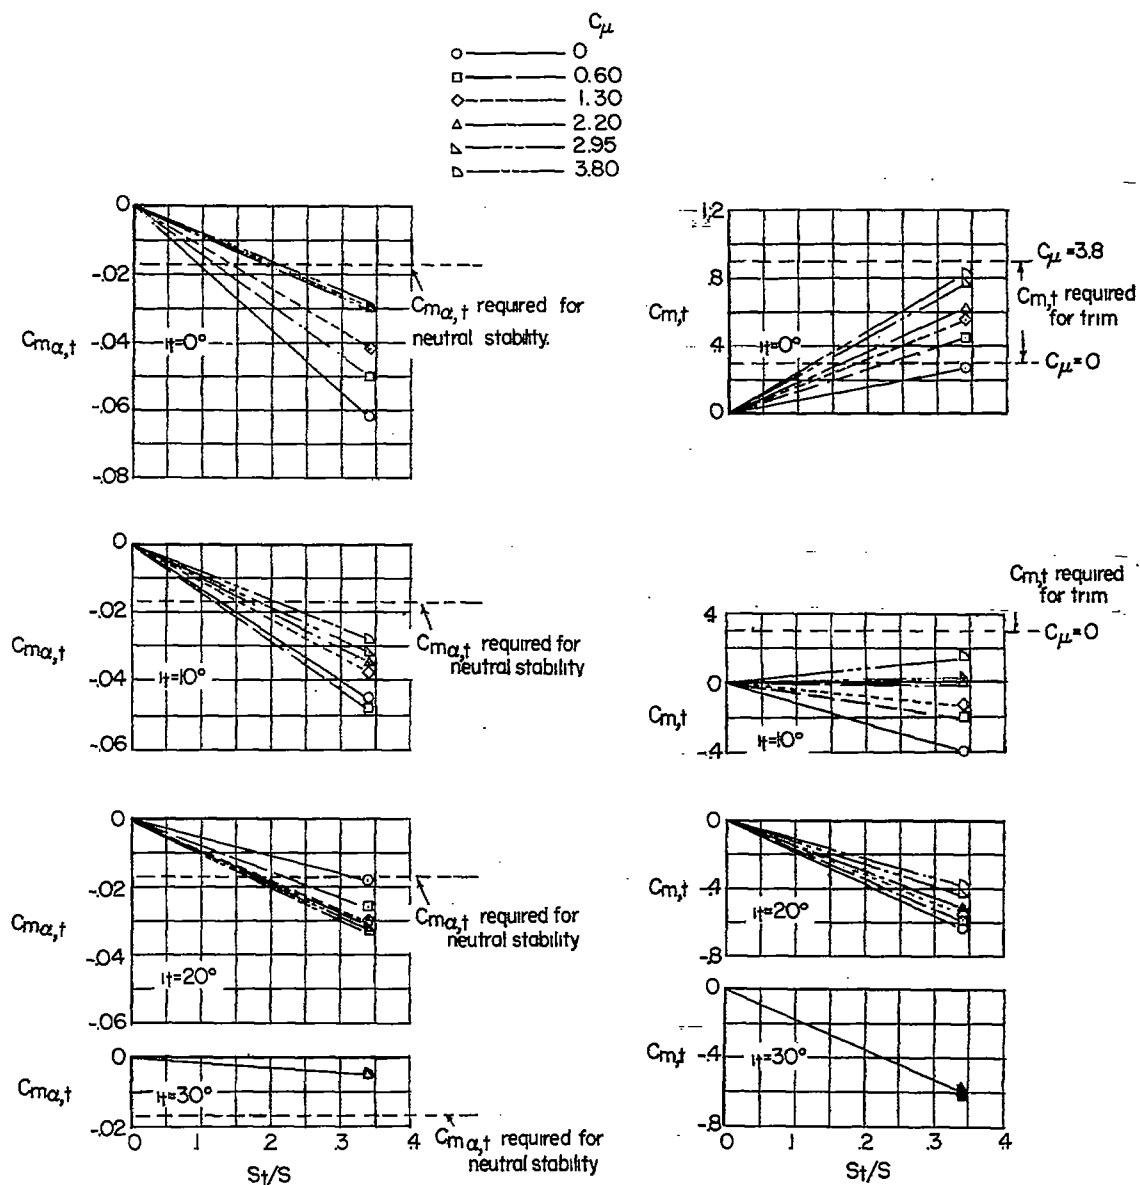 Cμ
0
0.60
1.30
2.20
2.95
3.80
0
-.02
-.04
-.06
-.08
Cmα,t
it=0°
Cmα,t required for
neutral stability.
1.2
.8
.4
0
Cm,t
it=0°
Cμ=3.8
Cm,t required
for trim
Cμ=0
0
-.02
-.04
-.06
Cmα,t
it=10°
Cmα,t required for
neutral stability
Cm,t required
for trim
.4
0
-.4
Cm,t
it=10°
Cμ=0
0
-.02
-.04
-.06
Cmα,t
it=20°
Cmα,t required for
neutral stability
0
-.4
-.8
Cm,t
it=20°
0
-.02
Cmα,t
it=30°
Cmα,t required for
neutral stability
0 .1 .2 .3 .4
St/S
0
-.4
-.8
Cm,t
it=30°
0 .1 .2 .3 .4
St/S